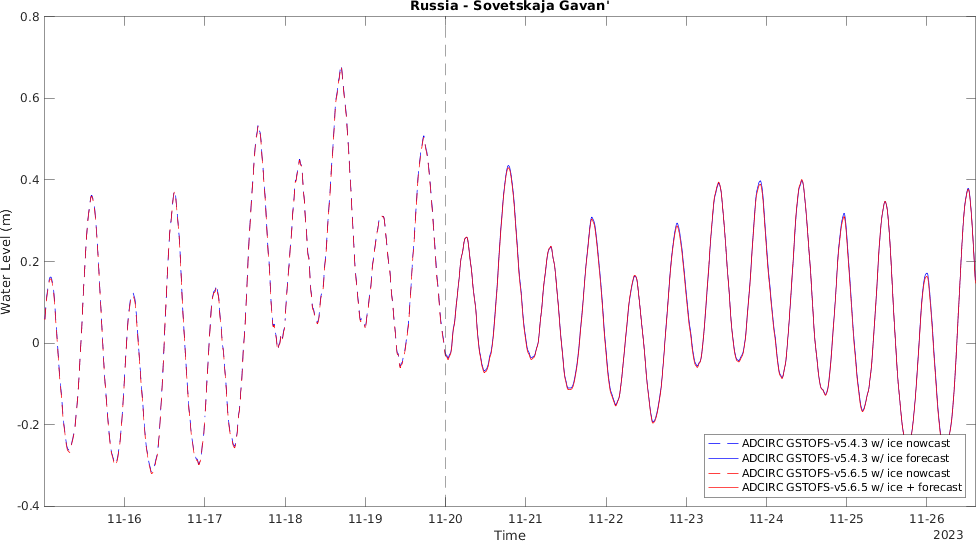 Russia - Sovetskaja Gavan'
0.8
0.6
0.4
0.2
0
-0.2
-0.4
Water Level (m)
ADCIRC GSTOFS-v5.4.3 w/ ice nowcast
ADCIRC GSTOFS-v5.4.3 w/ ice forecast
ADCIRC GSTOFS-v5.6.5 w/ ice nowcast
ADCIRC GSTOFS-v5.6.5 w/ ice + forecast
11-16 11-17 11-18 11-19 11-20 11-21 11-22 11-23 11-24 11-25 11-26
Time
2023